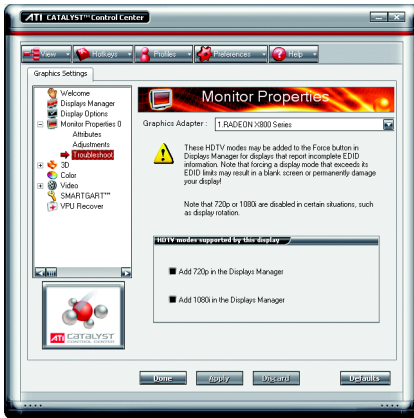 ATI CATALYST™ Control Center
View
Hotkeys
Profiles
Preferences
Help
Graphics Settings
Welcome
Displays Manager
Display Options
Monitor Properties 0
Attributes
Adjustments
Troubleshoot
3D
Color
Video
SMARTGART™
VPU Recover
Monitor Properties
Graphics Adapter :
1.RADEON X800 Series
These HDTV modes may be added to the Force button in
Displays Manager for displays that report incomplete EDID
information. Note that forcing a display mode that exceeds its
EDID limits may result in a blank screen or permanently damage
your display!
Note that 720p or 1080i are disabled in certain situations, such
as display rotation.
HDTV modes supported by this display
Add 720p in the Displays Manager
Add 1080i in the Displays Manager
ATI CATALYST
CONTROL CENTER
Done
Apply
Discard
Defaults